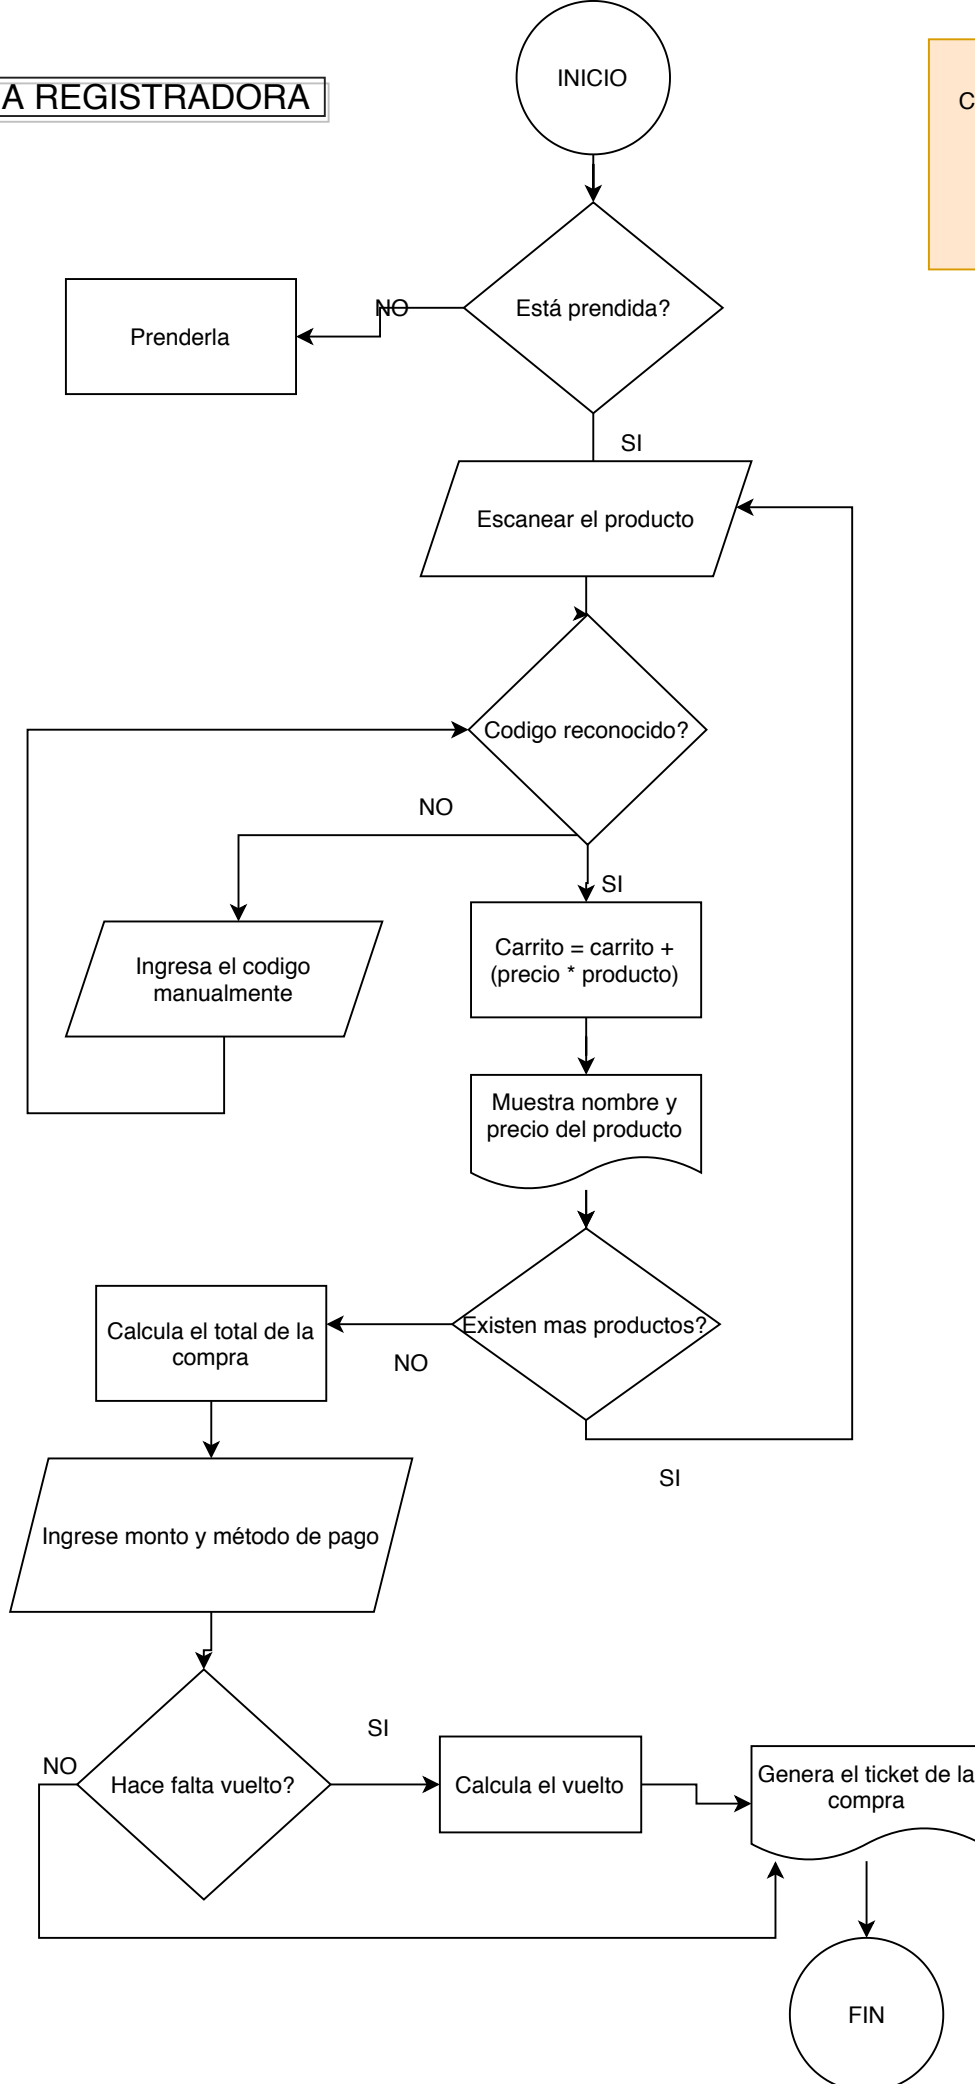 A REGISTRADORA
INICIO
C
Está prendida?
NO
Prenderla
SI
Escanear el producto
Codigo reconocido?
NO
SI
Ingresa el codigo
manualmente
Carrito = carrito +
(precio * producto)
Muestra nombre y
precio del producto
Existen mas productos?
NO
Calcula el total de la
compra
SI
Ingrese monto y método de pago
Hace falta vuelto?
NO
SI
Calcula el vuelto
Genera el ticket de la
compra
FIN